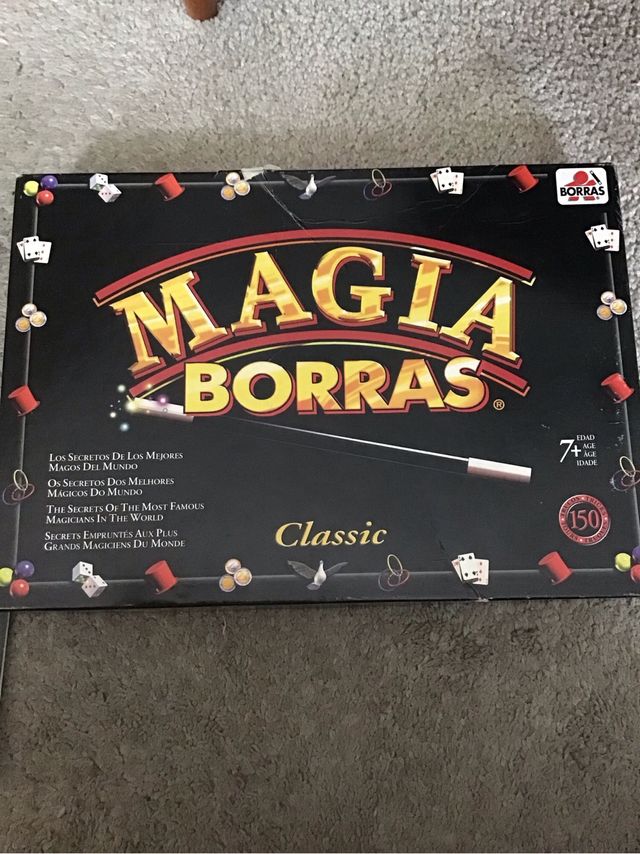 BORRAS
MAGIA
BORRAS®
7+
EDAD
AGE
ÂGE
IDADE
LOS SECRETOS DE LOS MEJORES
MAGOS DEL MUNDO
OS SECRETOS DOS MELHORES
MÁGICOS DO MUNDO
THE SECRETS OF THE MOST FAMOUS
MAGICIANS IN THE WORLD
SECRETS EMPRUNTÉS AUX PLUS
GRANDS MAGICIENS DU MONDE
150
Classic